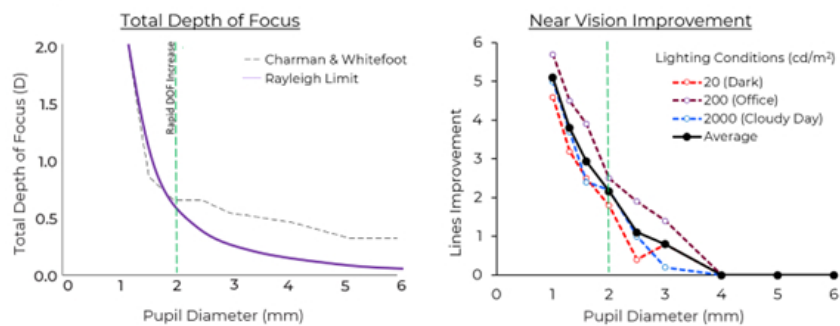 Total Depth of Focus
Total Depth of Focus (D)
2.0
1.5
1.0
0.5
0.0
Rapid DOF Increase
Charman & Whitefoot
Rayleigh Limit
0 1 2 3 4 5 6
Pupil Diameter (mm)
Near Vision Improvement
Lines Improvement
6
5
4
3
2
1
0
Lighting Conditions (cd/m²)
20 (Dark)
200 (Office)
2000 (Cloudy Day)
Average
0 1 2 3 4 5 6
Pupil Diameter (mm)